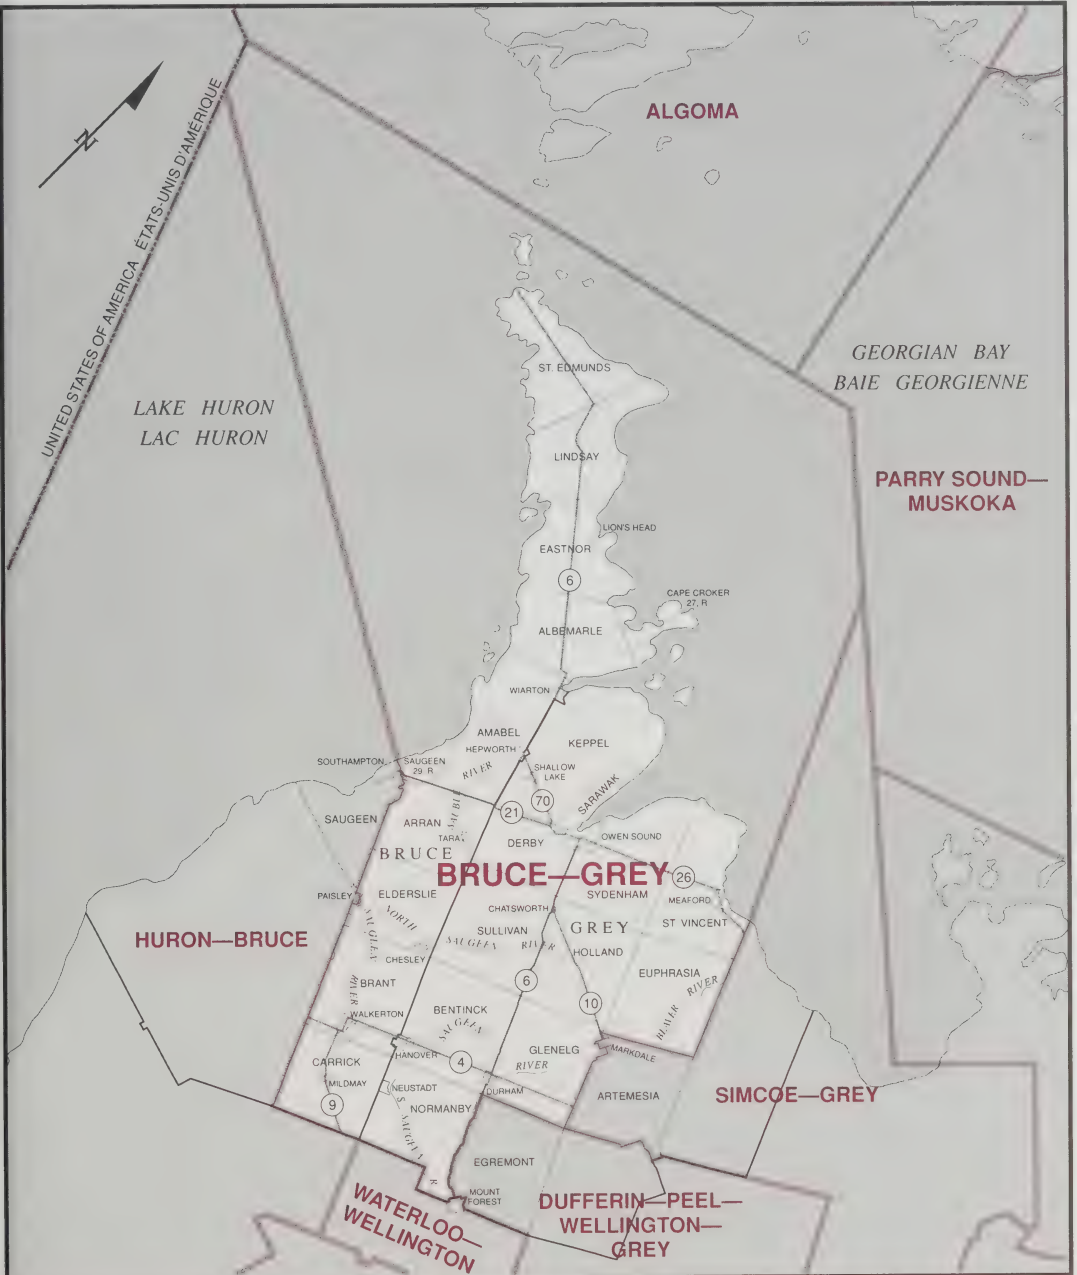 ALGOMA
N
UNITED STATES OF AMERICA ÉTATS-UNIS D'AMÉRIQUE
GEORGIAN BAY
BAIE GEORGIENNE
LAKE HURON
LAC HURON
ST. EDMUNDS
LINDSAY
PARRY SOUND—
MUSKOKA
LION'S HEAD
EASTNOR
6
CAPE CROKER
27, R
ALBEMARLE
WIARTON
AMABEL
HEPWORTH
KEPPEL
SOUTHAMPTON
SAUGEEN
29 R
RIVER
SHALLOW
LAKE
SARAWAK
70
21
SAUGEEN
ARRAN
SAUBLE
TARA
DERBY
OWEN SOUND
BRUCE
BRUCE—GREY
26
PAISLEY
ELDERSLIE
SYDENHAM
MEAFORD
CHATSWORTH
NORTH
SAUGEEN
SULLIVAN
GREY
ST VINCENT
HURON—BRUCE
SAUGEEN RIVER
HOLLAND
CHESLEY
EUPHRASIA
BRANT
RIVER
6
BEAVER RIVER
10
WALKERTON
BENTINCK
SAUGEEN
HANOVER
4
GLENELG
RIVER
MARKDALE
CARRICK
MILDMAY
NEUSTADT
DURHAM
ARTEMESIA
SIMCOE—GREY
9
NORMANBY
S SAUGEEN R
EGREMONT
MOUNT
FOREST
WATERLOO—
WELLINGTON
DUFFERIN—PEEL—
WELLINGTON—
GREY